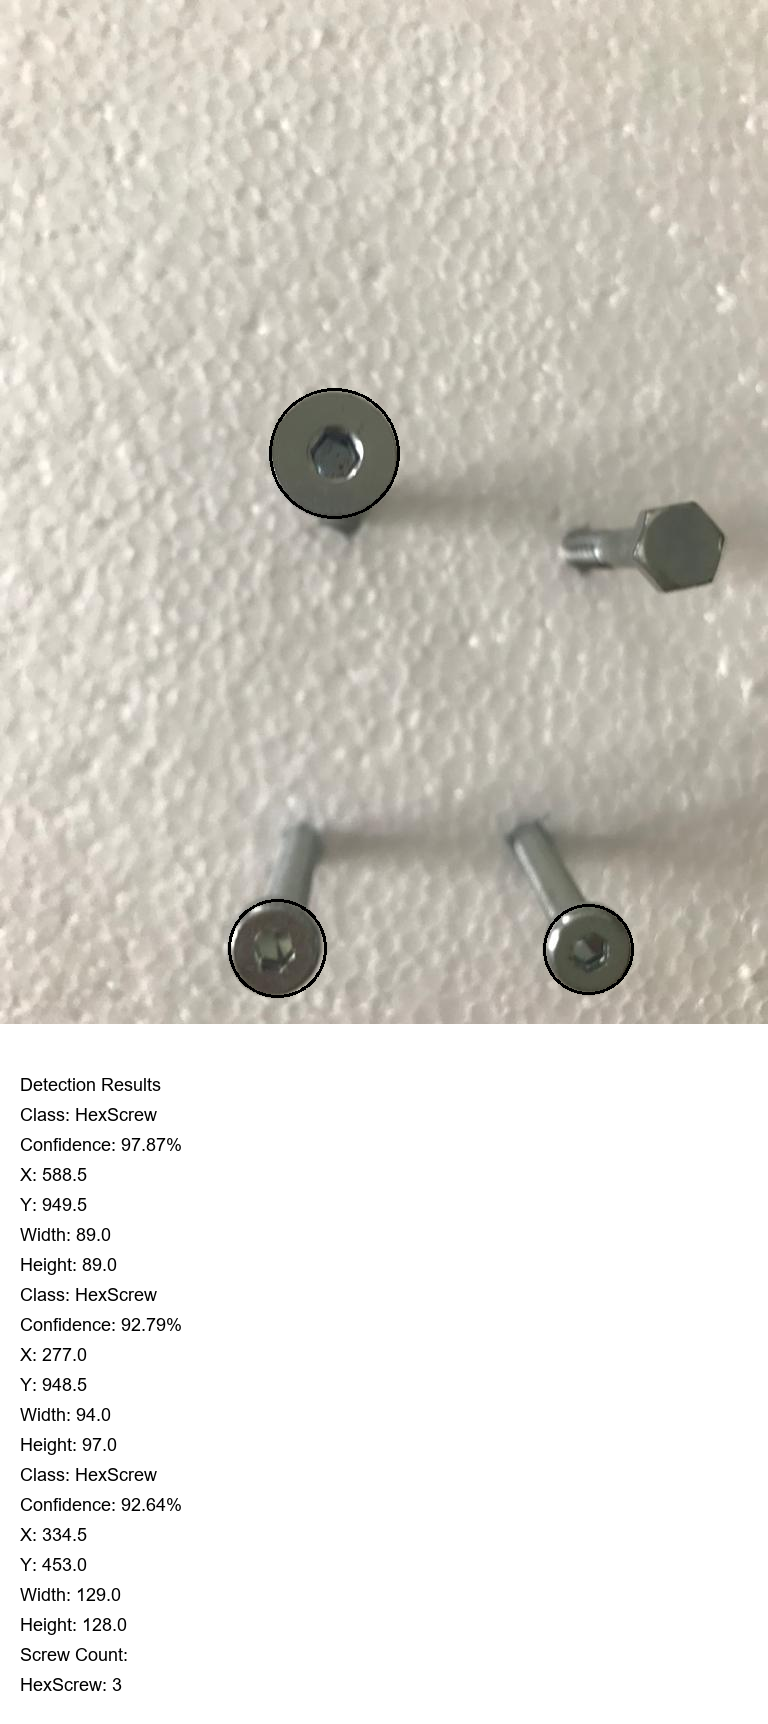 Detection Results
Class: HexScrew
Confidence: 97.87%
X: 588.5
Y: 949.5
Width: 89.0
Height: 89.0
Class: HexScrew
Confidence: 92.79%
X: 277.0
Y: 948.5
Width: 94.0
Height: 97.0
Class: HexScrew
Confidence: 92.64%
X: 334.5
Y: 453.0
Width: 129.0
Height: 128.0
Screw Count:
HexScrew: 3